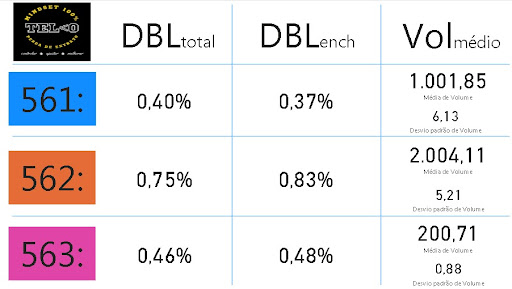 MINDSET 100%
DBLtotal
DBLench
Volmédio
561:
0,40%
0,37%
1.001,85
Média de Volume
6,13
Desvio padrão de Volume
562:
0,75%
0,83%
2.004,11
Média de Volume
5,21
Desvio padrão de Volume
563:
0,46%
0,48%
200,71
Média de Volume
0,88
Desvio padrão de Volume